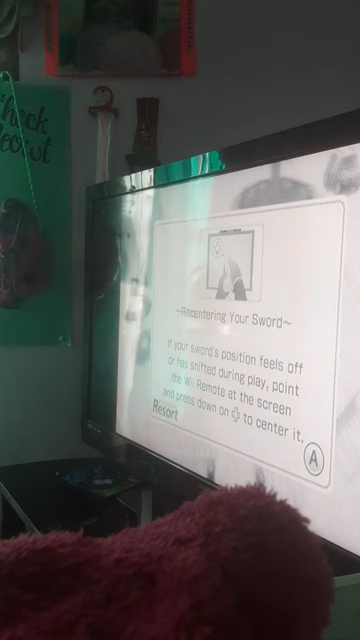 Check
~Recentering Your Sword~
If your sword's position feels off
or has shifted during play, point
the Wii Remote at the screen
and press down on to center it.
Resort
A